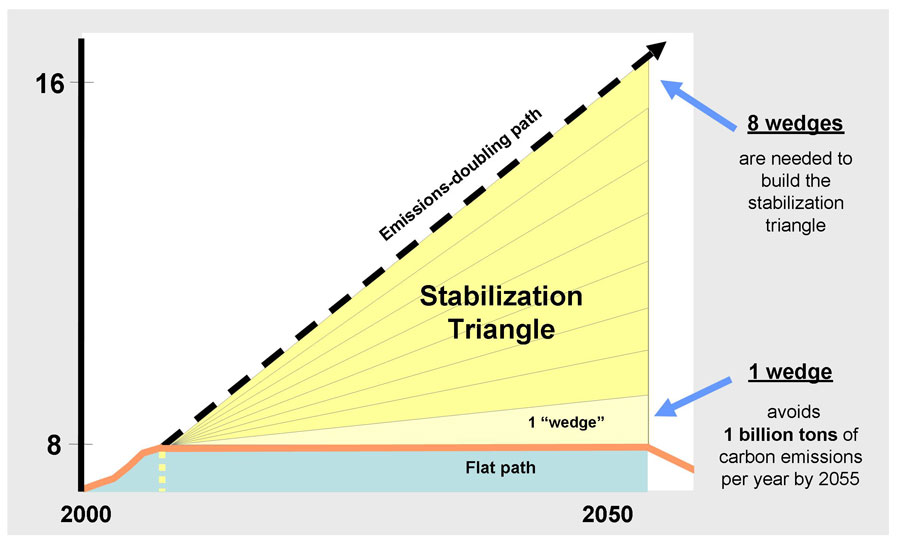 16
8
2000
2050
Emissions-doubling path
Stabilization
Triangle
1 “wedge”
Flat path
8 wedges
are needed to
build the
stabilization
triangle
1 wedge
avoids
1 billion tons of
carbon emissions
per year by 2055